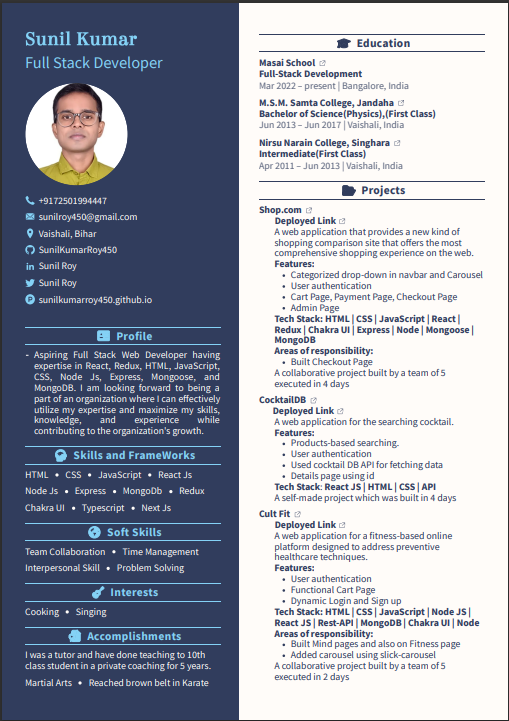 Sunil Kumar
Full Stack Developer
+9172501994447
sunilroy450@gmail.com
Vaishali, Bihar
SunilKumarRoy450
Sunil Roy
Sunil Roy
sunilkumarroy450.github.io
Profile
- Aspiring Full Stack Web Developer having
expertise in React, Redux, HTML, JavaScript,
CSS, Node Js, Express, Mongoose, and
MongoDB. I am looking forward to being a
part of an organization where I can effectively
utilize my expertise and maximize my skills,
knowledge, and experience while
contributing to the organization's growth.
Skills and FrameWorks
HTML • CSS • JavaScript • React Js
Node Js • Express • MongoDb • Redux
Chakra UI • Typescript • Next Js
Soft Skills
Team Collaboration • Time Management
Interpersonal Skill • Problem Solving
Interests
Cooking • Singing
Accomplishments
I was a tutor and have done teaching to 10th
class student in a private coaching for 5 years.
Martial Arts • Reached brown belt in Karate
Education
Masai School
Full-Stack Development
Mar 2022 – present | Bangalore, India
M.S.M. Samta College, Jandaha
Bachelor of Science(Physics),(First Class)
Jun 2013 – Jun 2017 | Vaishali, India
Nirsu Narain College, Singhara
Intermediate(First Class)
Apr 2011 – Jun 2013 | Vaishali, India
Projects
Shop.com
Deployed Link
A web application that provides a new kind of
shopping comparison site that offers the most
comprehensive shopping experience on the web.
Features:
• Categorized drop-down in navbar and Carousel
• User authentication
• Cart Page, Payment Page, Checkout Page
• Admin Page
Tech Stack: HTML | CSS | JavaScript | React |
Redux | Chakra UI | Express | Node | Mongoose |
MongoDB
Areas of responsibility:
• Built Checkout Page
A collaborative project built by a team of 5
executed in 4 days
CocktailDB
Deployed Link
A web application for the searching cocktail.
Features:
• Products-based searching.
• User authentication
• Used cocktail DB API for fetching data
• Details page using id
Tech Stack: React JS | HTML | CSS | API
A self-made project which was built in 4 days
Cult Fit
Deployed Link
A web application for a fitness-based online
platform designed to address preventive
healthcare techniques.
Features:
• User authentication
• Functional Cart Page
• Dynamic Login and Sign up
Tech Stack: HTML | CSS | JavaScript | Node JS |
React JS | Rest-API | MongoDB | Chakra UI | Node
Areas of responsibility:
• Built Mind pages and also on Fitness page
• Added carousel using slick-carousel
A collaborative project built by a team of 5
executed in 2 days